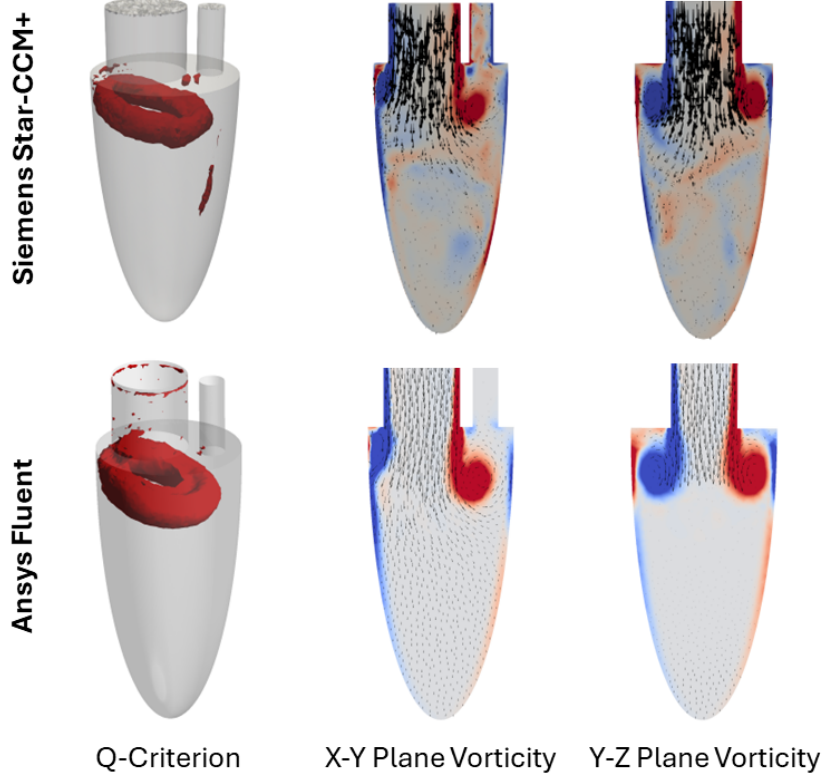 Siemens Star-CCM+
Ansys Fluent
Q-Criterion
X-Y Plane Vorticity
Y-Z Plane Vorticity